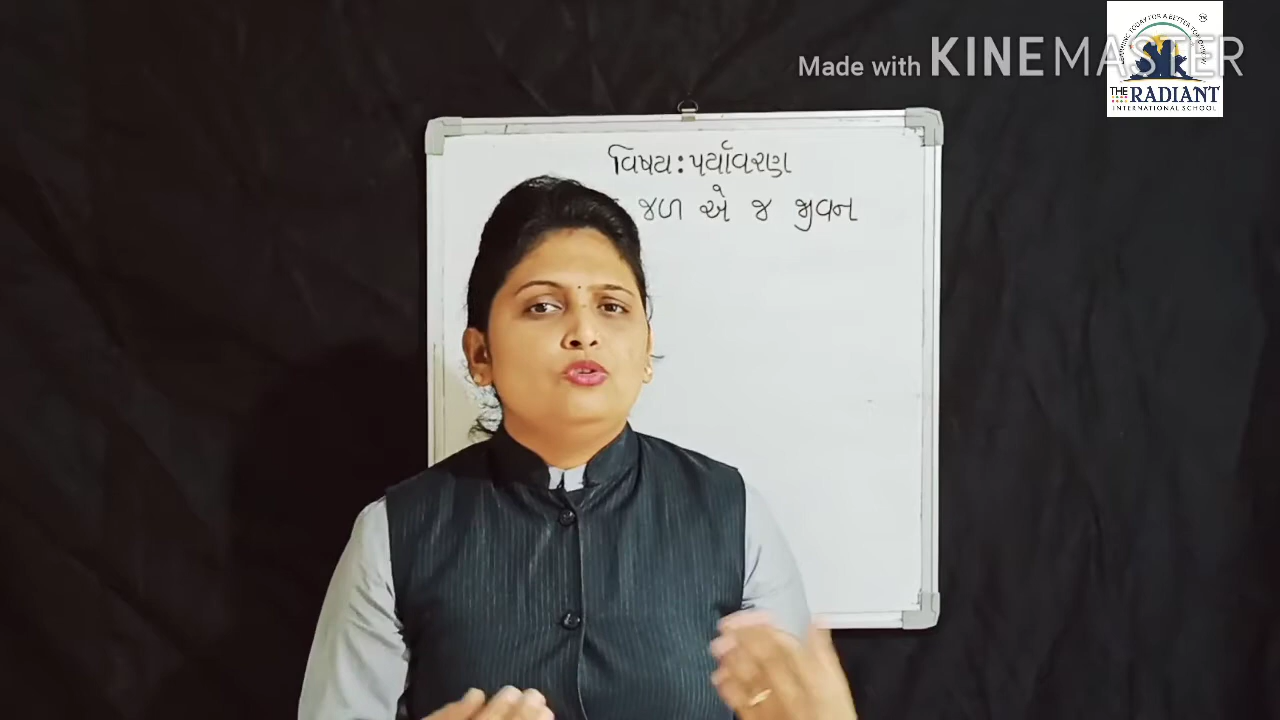 Made with KINEMASTER
THE RADIANT
INTERNATIONAL SCHOOL
વિષય : પર્યાવરણ
જળ એ જ જીવન